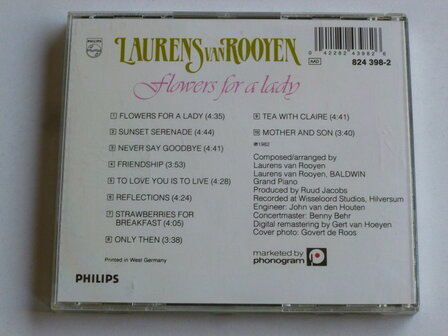 PHILIPS
LAURENS VAN ROOYEN
Flowers for a lady
0 42282 43982 6
MD
824 398-2
1 FLOWERS FOR A LADY (4:35)
2 SUNSET SERENADE (4:44)
3 NEVER SAY GOODBYE (4:41)
4 FRIENDSHIP (3:53)
5 TO LOVE YOU IS TO LIVE (4:28)
6 REFLECTIONS (4:24)
7 STRAWBERRIES FOR
BREAKFAST (4:05)
8 ONLY THEN (3:38)
9 TEA WITH CLAIRE (4:41)
10 MOTHER AND SON (3:40)
℗1982
Composed/arranged by
Laurens van Rooyen
Laurens van Rooyen, BALDWIN
Grand Piano
Produced by Ruud Jacobs
Recorded at Wisseloord Studios, Hilversum
Engineer: John van den Houten
Concertmaster: Benny Behr
Digital remastering by Gert van Hoeyen
Cover photo: Govert de Roos
Printed in West Germany
PHILIPS
marketed by
phonogram